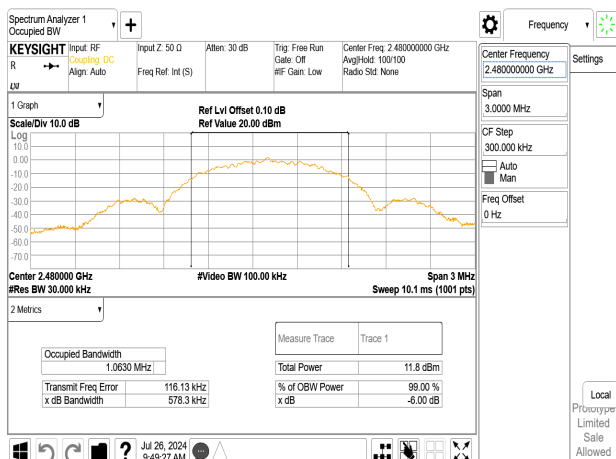 Spectrum Analyzer 1
Occupied BW
Frequency
KEYSIGHT
R
LXI
Input: RF
Coupling: DC
Align: Auto
Input Z: 50 Ω
Freq Ref: Int (S)
Atten: 30 dB
Trig: Free Run
Gate: Off
#IF Gain: Low
Center Freq: 2.480000000 GHz
Avg|Hold: 100/100
Radio Std: None
Center Frequency
2.480000000 GHz
Settings
Span
3.0000 MHz
CF Step
300.000 kHz
Auto
Man
Freq Offset
0 Hz
1 Graph
Scale/Div 10.0 dB
Ref Lvl Offset 0.10 dB
Ref Value 20.00 dBm
Log
10.0
0.00
-10.0
-20.0
-30.0
-40.0
-50.0
-60.0
-70.0
Center 2.480000 GHz
#Video BW 100.00 kHz
Span 3 MHz
#Res BW 30.000 kHz
Sweep 10.1 ms (1001 pts)
2 Metrics
Measure Trace
Trace 1
Occupied Bandwidth
1.0630 MHz
Total Power
11.8 dBm
Transmit Freq Error
116.13 kHz
% of OBW Power
99.00 %
x dB Bandwidth
578.3 kHz
x dB
-6.00 dB
Local
Prototype
Limited
Sale
Allowed
?
Jul 26, 2024
9:49:27 AM